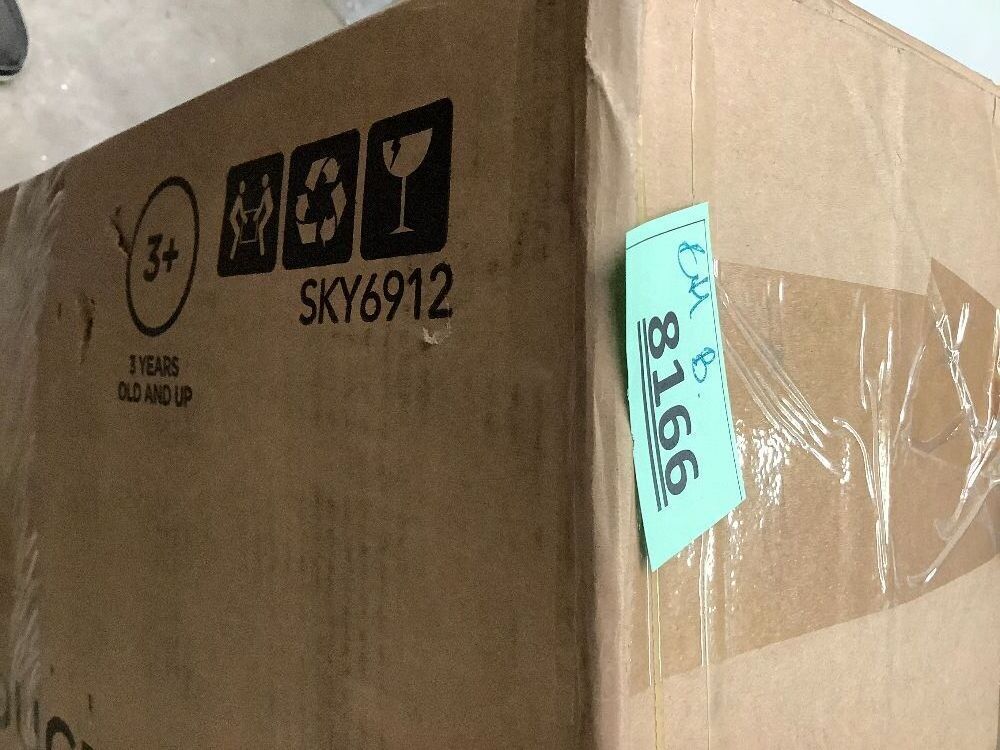 3+
3 YEARS
OLD AND UP
SKY6912
8166
B